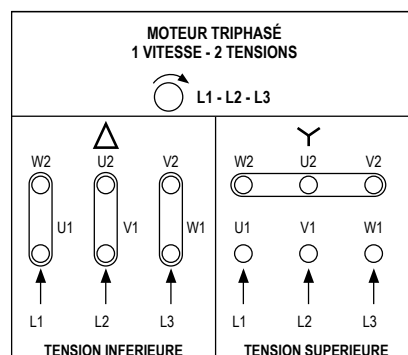 MOTEUR TRIPHASÉ
1 VITESSE - 2 TENSIONS
L1 - L2 - L3
W2 U2 V2
U1 V1 W1
L1 L2 L3
TENSION INFERIEURE
W2 U2 V2
U1 V1 W1
L1 L2 L3
TENSION SUPERIEURE